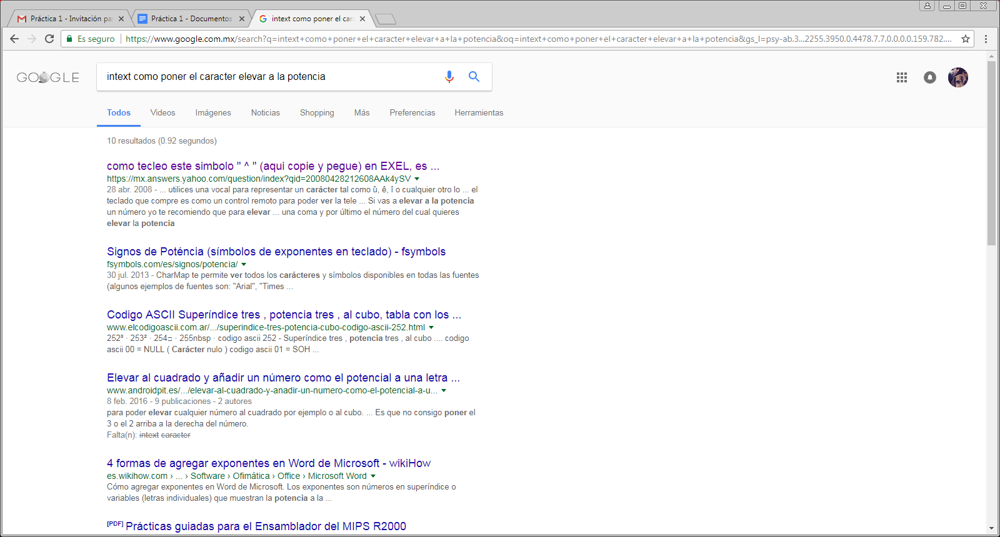 Práctica 1 - Invitación pa
Práctica 1 - Documentos
intext como poner el cara
Es seguro
https://www.google.com.mx/search?q=intext+como+poner+el+caracter+elevar+a+la+potencia&oq=intext+como+poner+el+caracter+elevar+a+la+potencia&gs_l=psy-ab.3...2255.3950.0.4478.7.7.0.0.0.0.159.782....
GOOGLE
intext como poner el caracter elevar a la potencia
Todos Videos Imágenes Noticias Shopping Más Preferencias Herramientas
10 resultados (0.92 segundos)
como tecleo este simbolo " ^ " (aqui copie y pegue) en EXEL, es ...
https://mx.answers.yahoo.com/question/index?qid=20080428212608AAk4ySV
28 abr. 2008 - ... utilices una vocal para representar un carácter tal como û, ê, î o cualquier otro lo ... el
teclado que compre es como un control remoto para poder ver la tele ... Si vas a elevar a la potencia
un número yo te recomiendo que para elevar ... una coma y por último el número del cual quieres
elevar la potencia
Signos de Poténcia (símbolos de exponentes en teclado) - fsymbols
fsymbols.com/es/signos/potencia/
30 jul. 2013 - CharMap te permite ver todos los carácteres y símbolos disponibles en todas las fuentes
(algunos ejemplos de fuentes son: "Arial", "Times ...
Codigo ASCII Superíndice tres , potencia tres , al cubo, tabla con los ...
www.elcodigoascii.com.ar/.../superindice-tres-potencia-cubo-codigo-ascii-252.html
252³ · 253² · 254□ · 255nbsp · codigo ascii 252 - Superíndice tres , potencia tres , al cubo .... codigo
ascii 00 = NULL ( Carácter nulo ) codigo ascii 01 = SOH ...
Elevar al cuadrado y añadir un número como el potencial a una letra ...
www.androidpit.es/.../elevar-al-cuadrado-y-anadir-un-numero-como-el-potencial-a-u...
8 feb. 2016 - 9 publicaciones - 2 autores
para poder elevar cualquier número al cuadrado por ejemplo o al cubo. ... Es que no consigo poner el
3 o el 2 arriba a la derecha del número.
Falta(n): intext caracter
4 formas de agregar exponentes en Word de Microsoft - wikiHow
es.wikihow.com › ... › Software › Ofimática › Office › Microsoft Word
Cómo agregar exponentes en Word de Microsoft. Los exponentes son números en superíndice o
variables (letras individuales) que muestran la potencia a la ...
[PDF] Prácticas guiadas para el Ensamblador del MIPS R2000